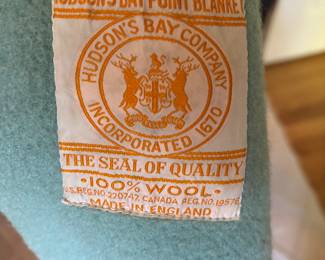 HUDSON'S BAY POINT BLANKET
HUDSON'S BAY COMPANY
INCORPORATED 1670
THE SEAL OF QUALITY
•100% WOOL•
U.S. REG. NO 220747. CANADA REG. NO. 19576
MADE IN ENGLAND